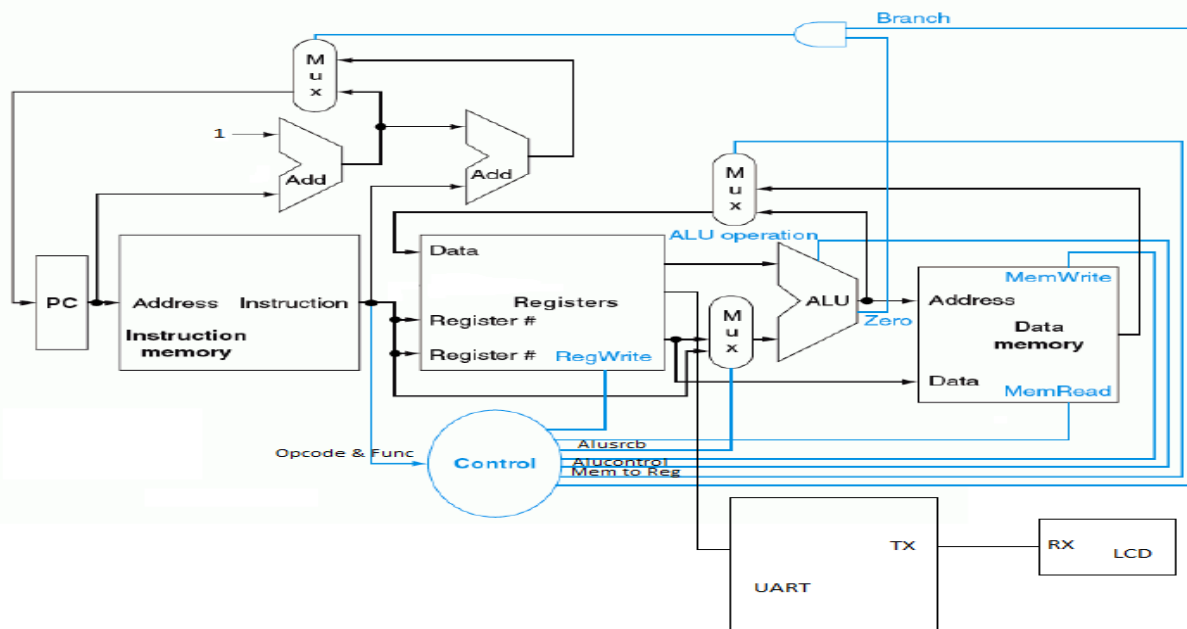 Branch
M
u
x
1
Add
Add
M
u
x
ALU operation
Data
MemWrite
PC
Address
Instruction
Registers
M
u
x
ALU
Address
Register #
Zero
Data
memory
Instruction
memory
Register #
RegWrite
Data
MemRead
Alusrcb
Opcode & Func
Control
Alucontrol
Mem to Reg
TX
RX
LCD
UART